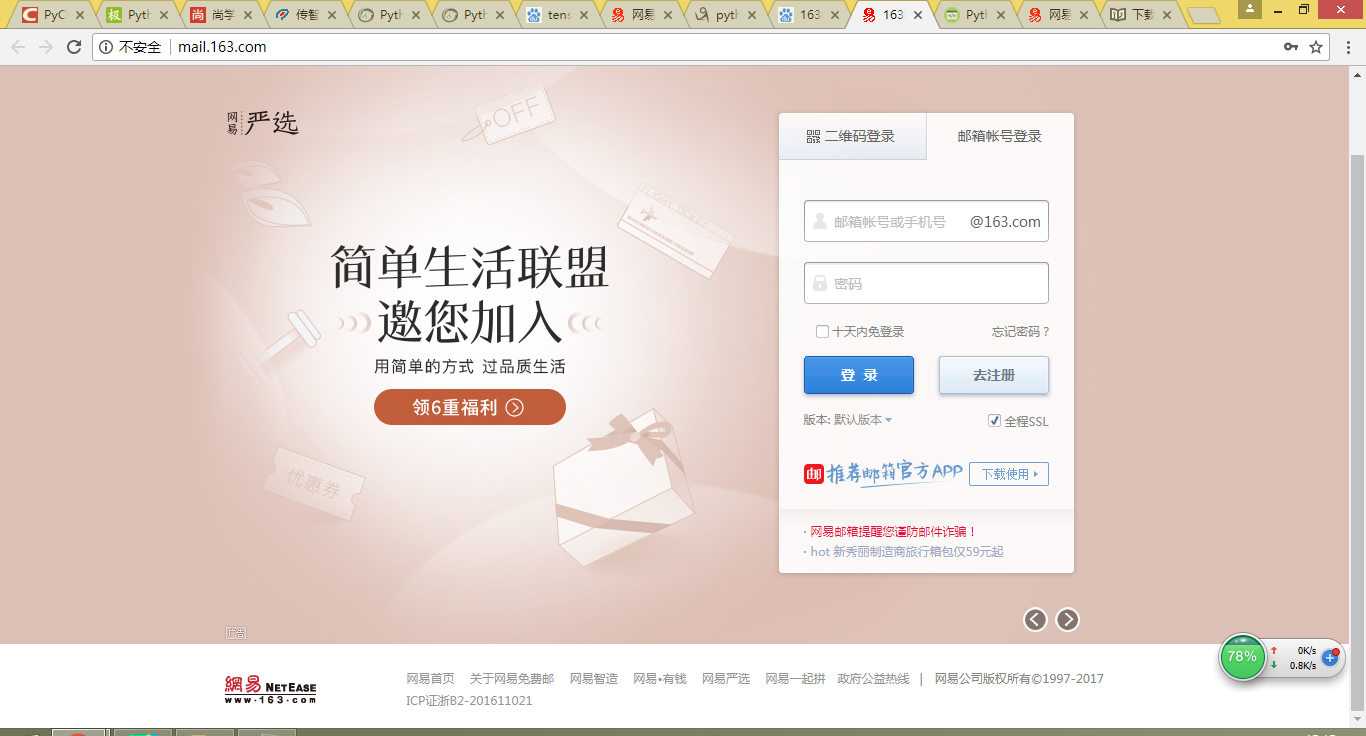 PyC
Pyth
尚学
传智
Pyth
Pyth
tens
网易
pyth
163
163
Pyth
网易
下载
不安全
mail.163.com
网易严选
OFF
FLIGHT TICKET
简单生活联盟
邀您加入
用简单的方式 过品质生活
领6重福利
优惠券
广告
二维码登录 邮箱帐号登录
邮箱帐号或手机号 @163.com
密码
十天内免登录 忘记密码?
登 录 去注册
版本: 默认版本 全程SSL
邮 推荐邮箱官方APP 下载使用
· 网易邮箱提醒您谨防邮件诈骗!
· hot 新秀丽制造商旅行箱包仅59元起
78% 0K/s
0.8K/s
網易 NETEASE
www.163.com
网易首页 关于网易免费邮 网易智造 网易•有钱 网易严选 网易一起拼 政府公益热线 | 网易公司版权所有©1997-2017
ICP证浙B2-201611021